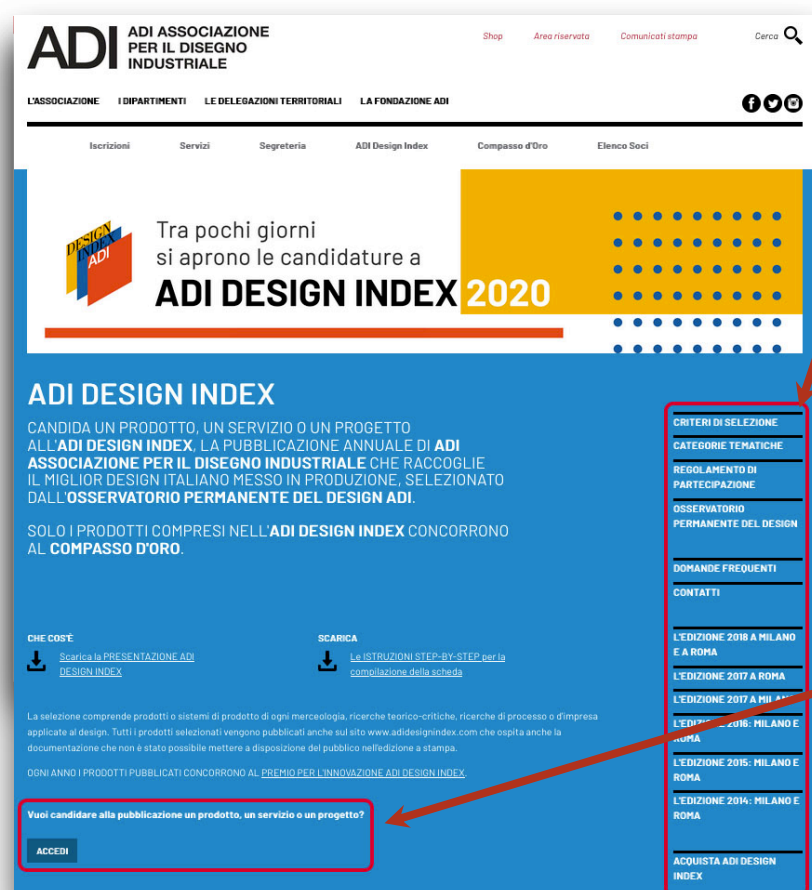 ADI ASSOCIAZIONE
PER IL DISEGNO
INDUSTRIALE
Shop Area riservata Comunicati stampa Cerca
L'ASSOCIAZIONE I DIPARTIMENTI LE DELEGAZIONI TERRITORIALI LA FONDAZIONE ADI
Iscrizioni Servizi Segreteria ADI Design Index Compasso d'Oro Elenco Soci
DESIGN
INDEX
ADI
Tra pochi giorni
si aprono le candidature a
ADI DESIGN INDEX 2020
ADI DESIGN INDEX
CANDIDA UN PRODOTTO, UN SERVIZIO O UN PROGETTO
ALL'ADI DESIGN INDEX, LA PUBBLICAZIONE ANNUALE DI ADI
ASSOCIAZIONE PER IL DISEGNO INDUSTRIALE CHE RACCOGLIE
IL MIGLIOR DESIGN ITALIANO MESSO IN PRODUZIONE, SELEZIONATO
DALL'OSSERVATORIO PERMANENTE DEL DESIGN ADI.
SOLO I PRODOTTI COMPRESI NELL'ADI DESIGN INDEX CONCORRONO
AL COMPASSO D'ORO.
CHE COS'È
Scarica la PRESENTAZIONE ADI
DESIGN INDEX
SCARICA
Le ISTRUZIONI STEP-BY-STEP per la
compilazione della scheda
La selezione comprende prodotti o sistemi di prodotto di ogni merceologia, ricerche teorico-critiche, ricerche di processo o d'impresa
applicate al design. Tutti i prodotti selezionati vengono pubblicati anche sul sito www.adidesignindex.com che ospita anche la
documentazione che non è stato possibile mettere a disposizione del pubblico nell'edizione a stampa.
OGNI ANNO I PRODOTTI PUBBLICATI CONCORRONO AL PREMIO PER L'INNOVAZIONE ADI DESIGN INDEX.
Vuoi candidare alla pubblicazione un prodotto, un servizio o un progetto?
ACCEDI
CRITERI DI SELEZIONE
CATEGORIE TEMATICHE
REGOLAMENTO DI
PARTECIPAZIONE
OSSERVATORIO
PERMANENTE DEL DESIGN
DOMANDE FREQUENTI
CONTATTI
L'EDIZIONE 2018 A MILANO
E A ROMA
L'EDIZIONE 2017 A ROMA
L'EDIZIONE 2017 A MILANO
L'EDIZIONE 2016: MILANO E
ROMA
L'EDIZIONE 2015: MILANO E
ROMA
L'EDIZIONE 2014: MILANO E
ROMA
ACQUISTA ADI DESIGN
INDEX